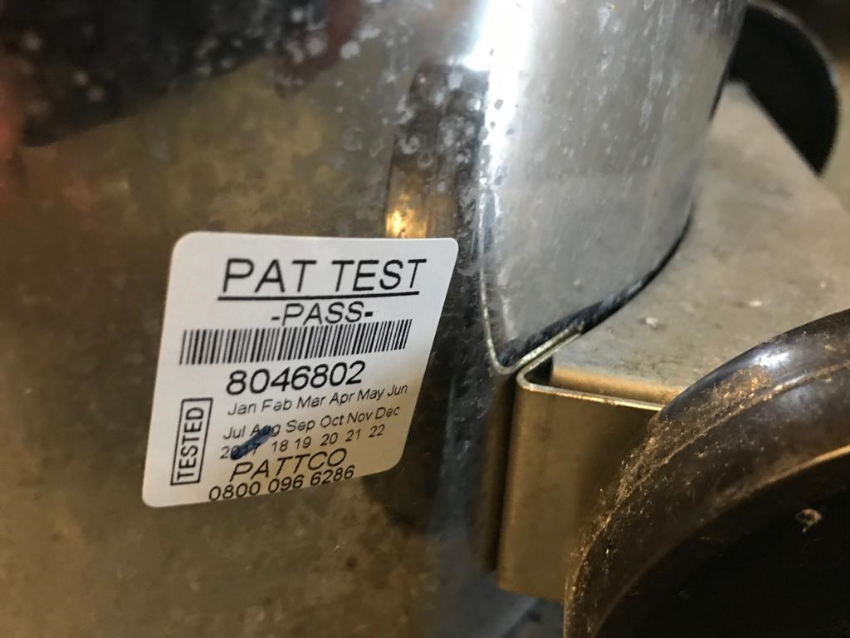 PAT TEST
-PASS-
8046802
Jan Feb Mar Apr May Jun
Jul Aug Sep Oct Nov Dec
2017 18 19 20 21 22
TESTED
PATTCO
0800 096 6286